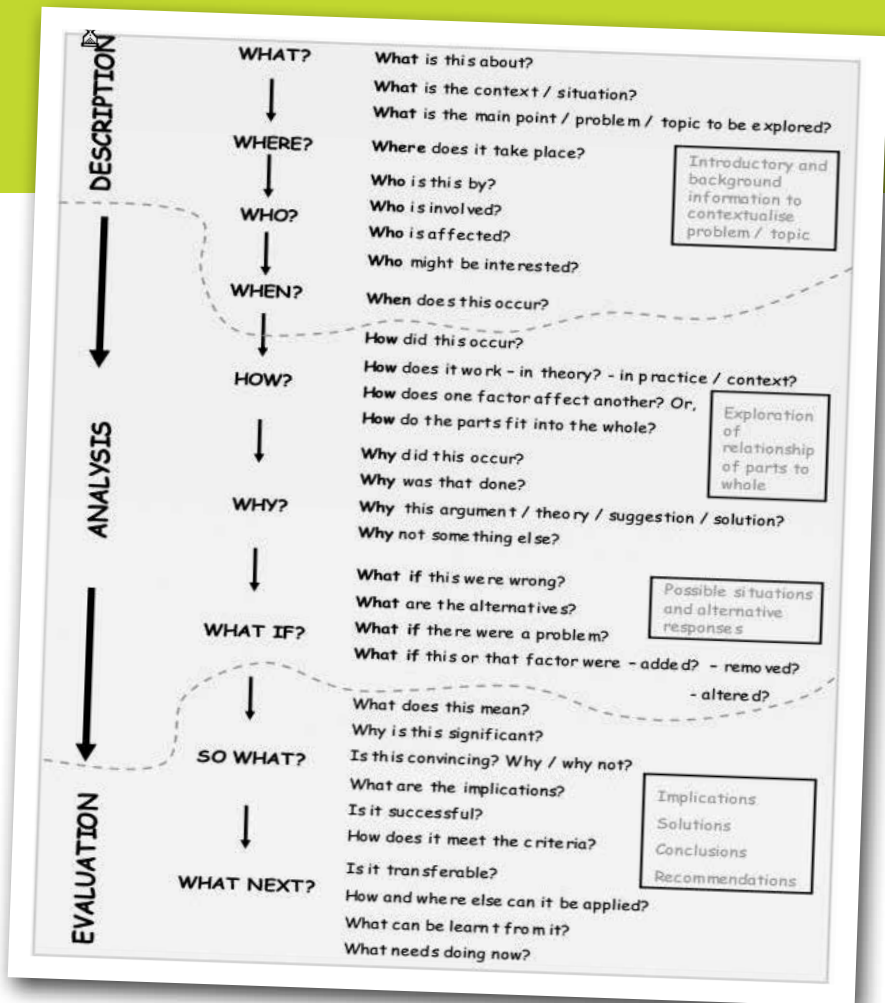 DESCRIPTION
WHAT?
What is this about?
What is the context / situation?
What is the main point / problem / topic to be explored?
WHERE?
Where does it take place?
Introductory and
background
information to
contextualise
problem / topic
WHO?
Who is this by?
Who is involved?
Who is affected?
Who might be interested?
WHEN?
When does this occur?
ANALYSIS
HOW?
How did this occur?
How does it work – in theory? - in practice / context?
How does one factor affect another? Or,
How do the parts fit into the whole?
Exploration
of
relationship
of parts to
whole
WHY?
Why did this occur?
Why was that done?
Why this argument / theory / suggestion / solution?
Why not something else?
WHAT IF?
What if this were wrong?
What are the alternatives?
What if there were a problem?
What if this or that factor were – added? – removed?
- altered?
Possible situations
and alternative
responses
EVALUATION
SO WHAT?
What does this mean?
Why is this significant?
Is this convincing? Why / why not?
What are the implications?
Is it successful?
How does it meet the criteria?
Implications
Solutions
Conclusions
Recommendations
WHAT NEXT?
Is it transferable?
How and where else can it be applied?
What can be learnt from it?
What needs doing now?